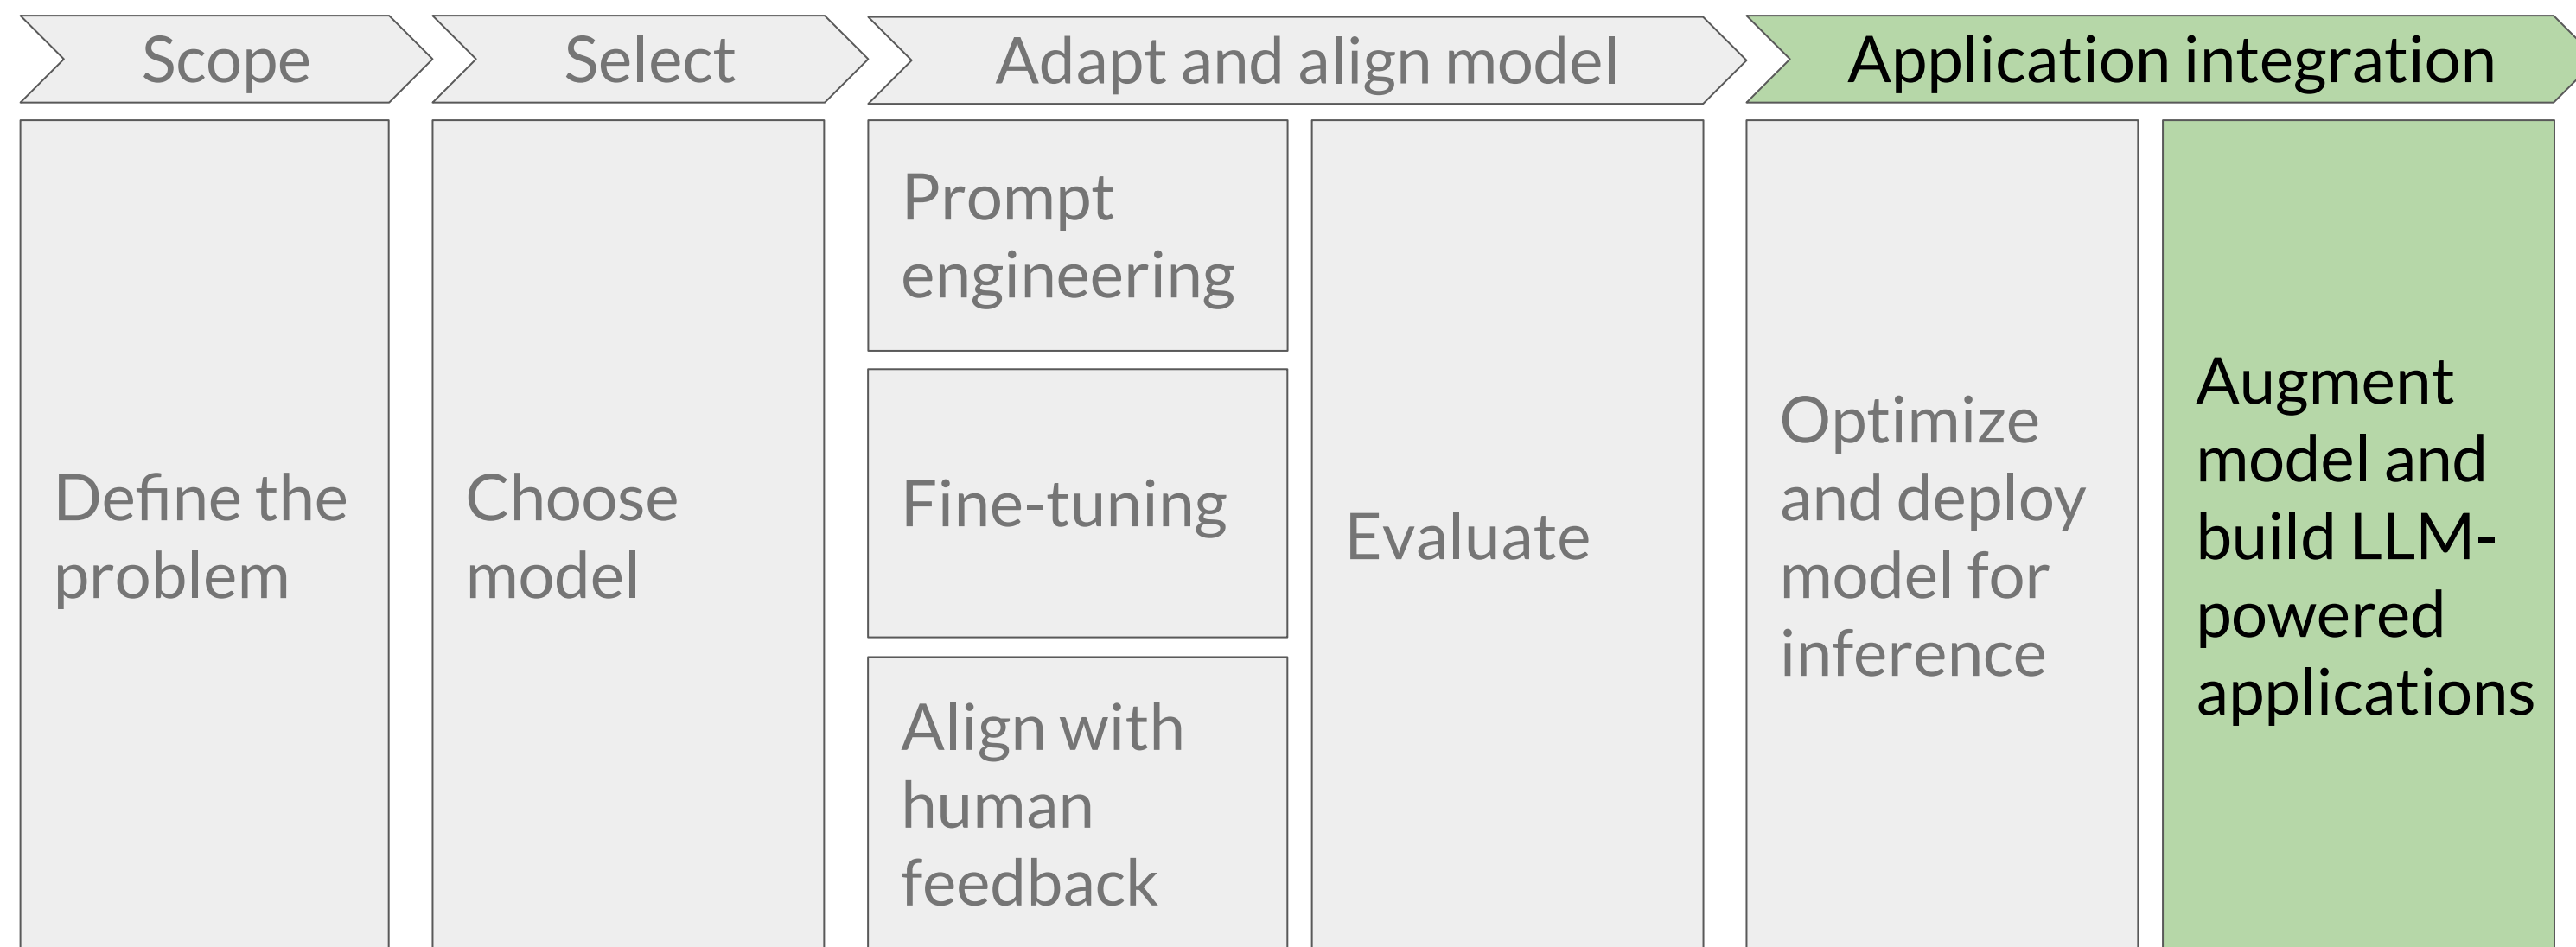 Scope
Select
Adapt and align model
Application integration
Define the
problem
Choose
model
Prompt
engineering
Fine-tuning
Align with
human
feedback
Evaluate
Optimize
and deploy
model for
inference
Augment
model and
build LLM-
powered
applications